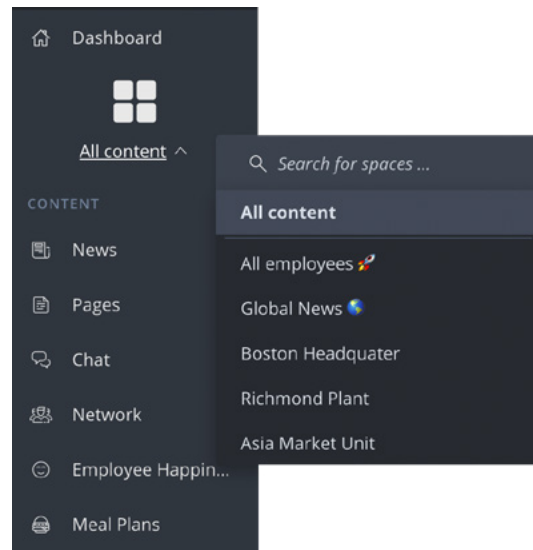 Dashboard
All content
Search for spaces ...
All content
All employees 🚀
Global News 🌎
Boston Headquater
Richmond Plant
Asia Market Unit
CONTENT
News
Pages
Chat
Network
Employee Happin...
Meal Plans